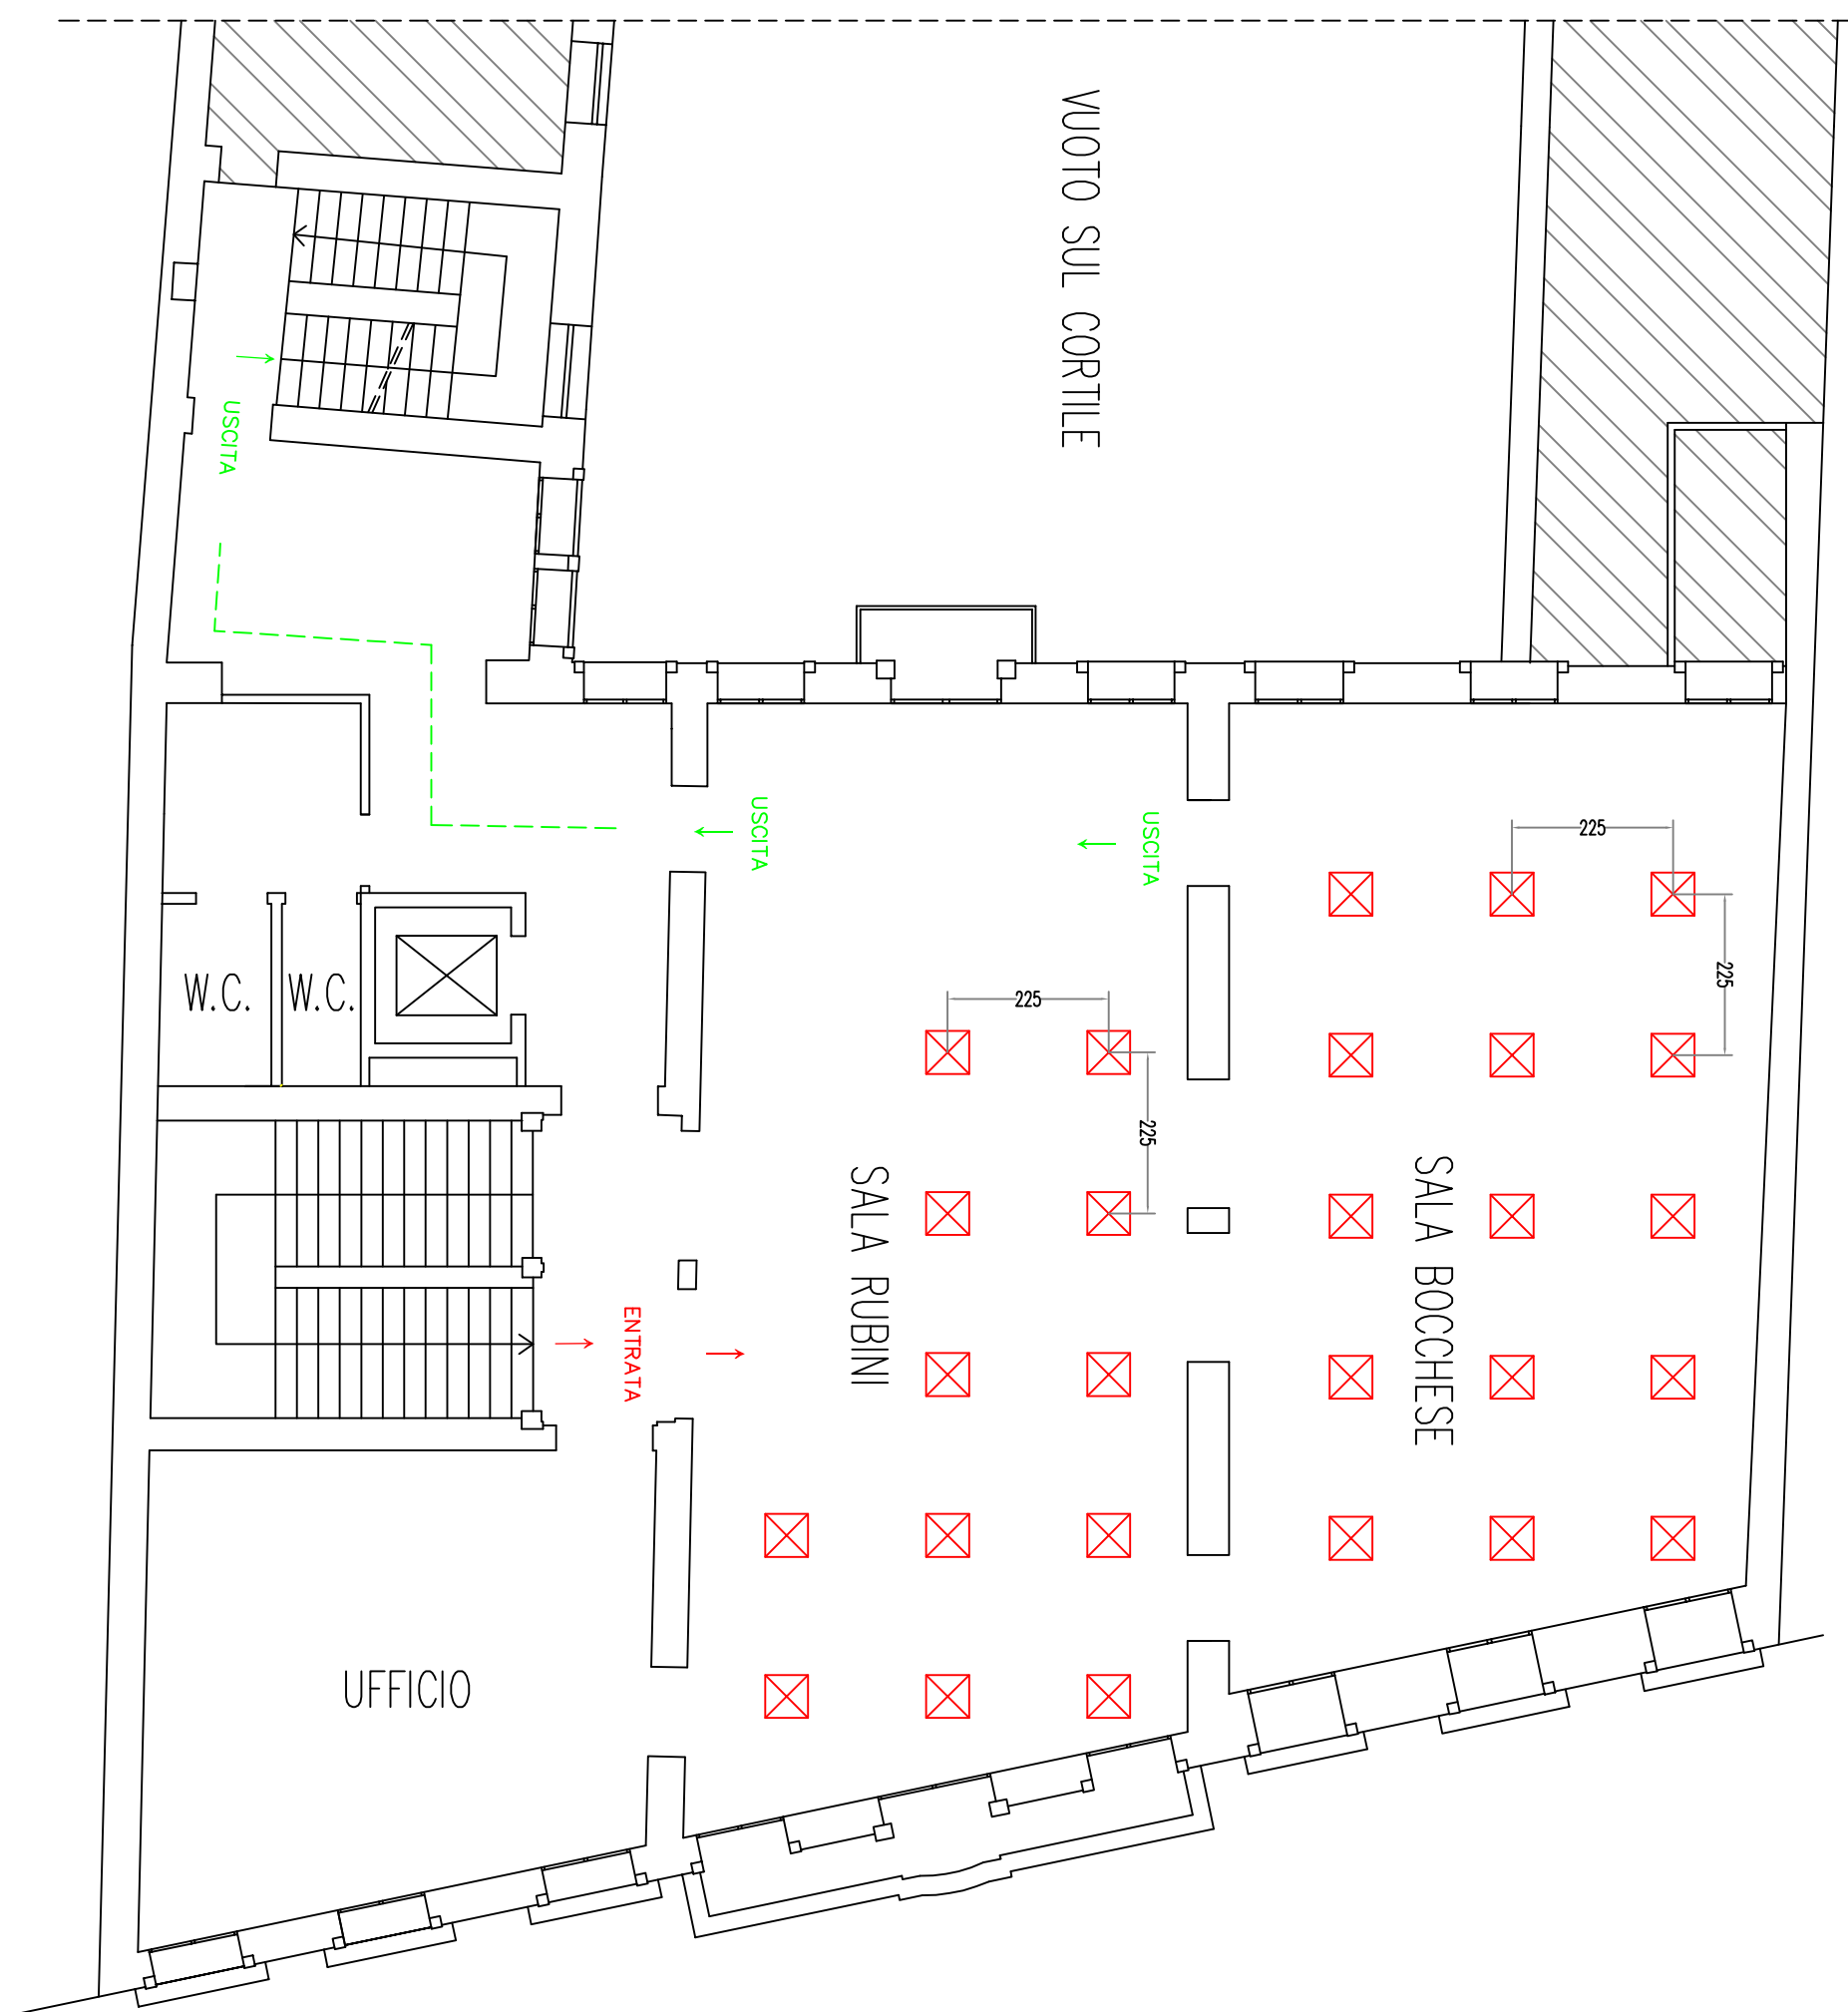 VUOTO SUL CORTILE
USCITA
USCITA
USCITA
225
225
225
225
W.C.
W.C.
SALA RUBINI
SALA BOCCHESE
ENTRATA
UFFICIO